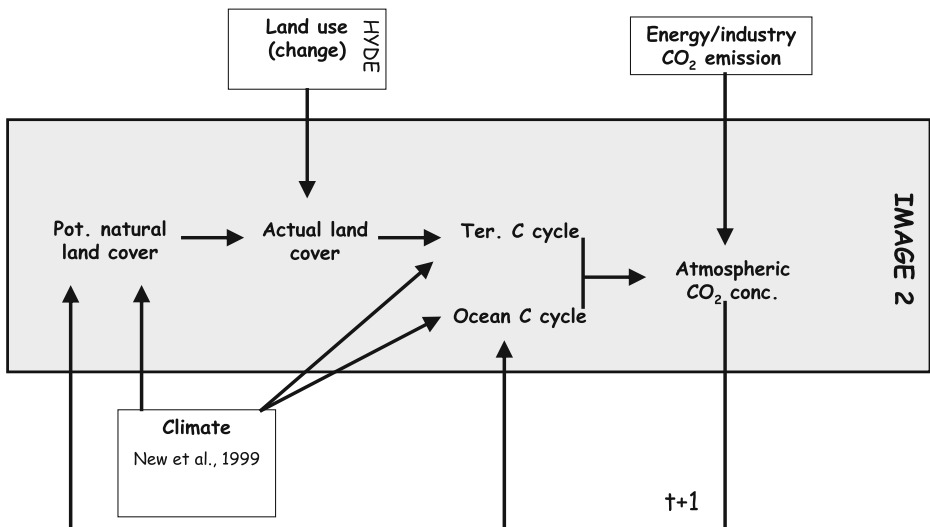 Land use
(change)
HYDE
Energy/industry
CO₂ emission
Pot. natural
land cover
Actual land
cover
Ter. C cycle
Ocean C cycle
Atmospheric
CO₂ conc.
IMAGE 2
Climate
New et al., 1999
t+1